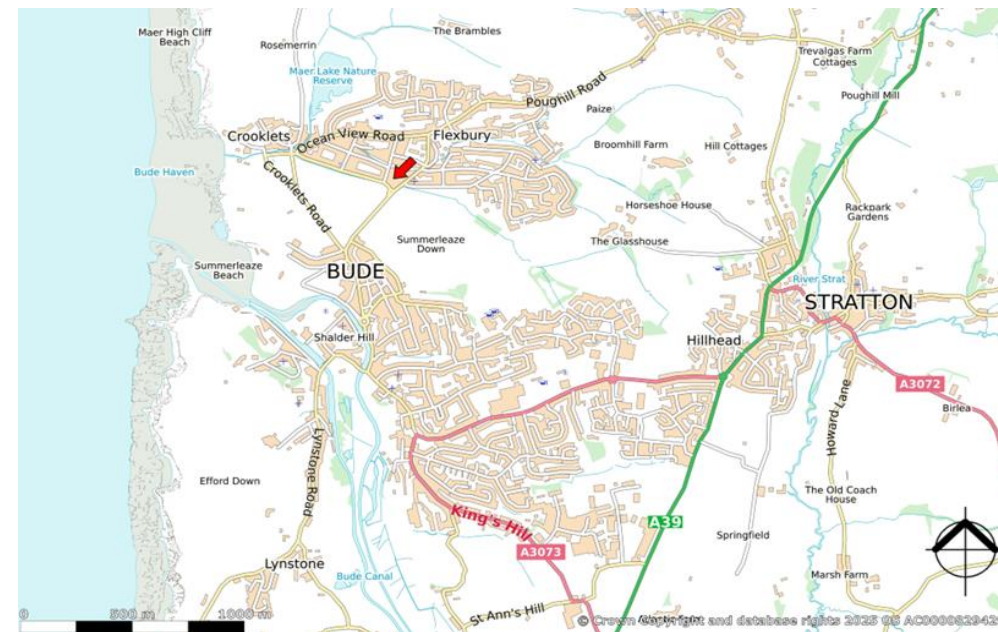 Maer High Cliff
Beach
The Brambles
Rosemerrin
Trevalgas Farm
Cottages
Maer Lake Nature
Reserve
Poughill Road
Poughill Mill
Paize
Crooklets
Ocean View Road
Flexbury
Broomhill Farm
Hill Cottages
Bude Haven
Crooklets Road
Horseshoe House
Rackpark
Gardens
Summerleaze
Down
The Glasshouse
Summerleaze
Beach
BUDE
River Strat
STRATTON
Shalder Hill
Hillhead
A3072
Birlea
Howard Lane
Lynstone Road
Efford Down
The Old Coach
House
King's Hill
A39
Springfield
A3073
Lynstone
Bude Canal
Marsh Farm
St Ann's Hill
0 500 m 1000 m
© Crown Copyright and database rights 2025 OS AC000082942